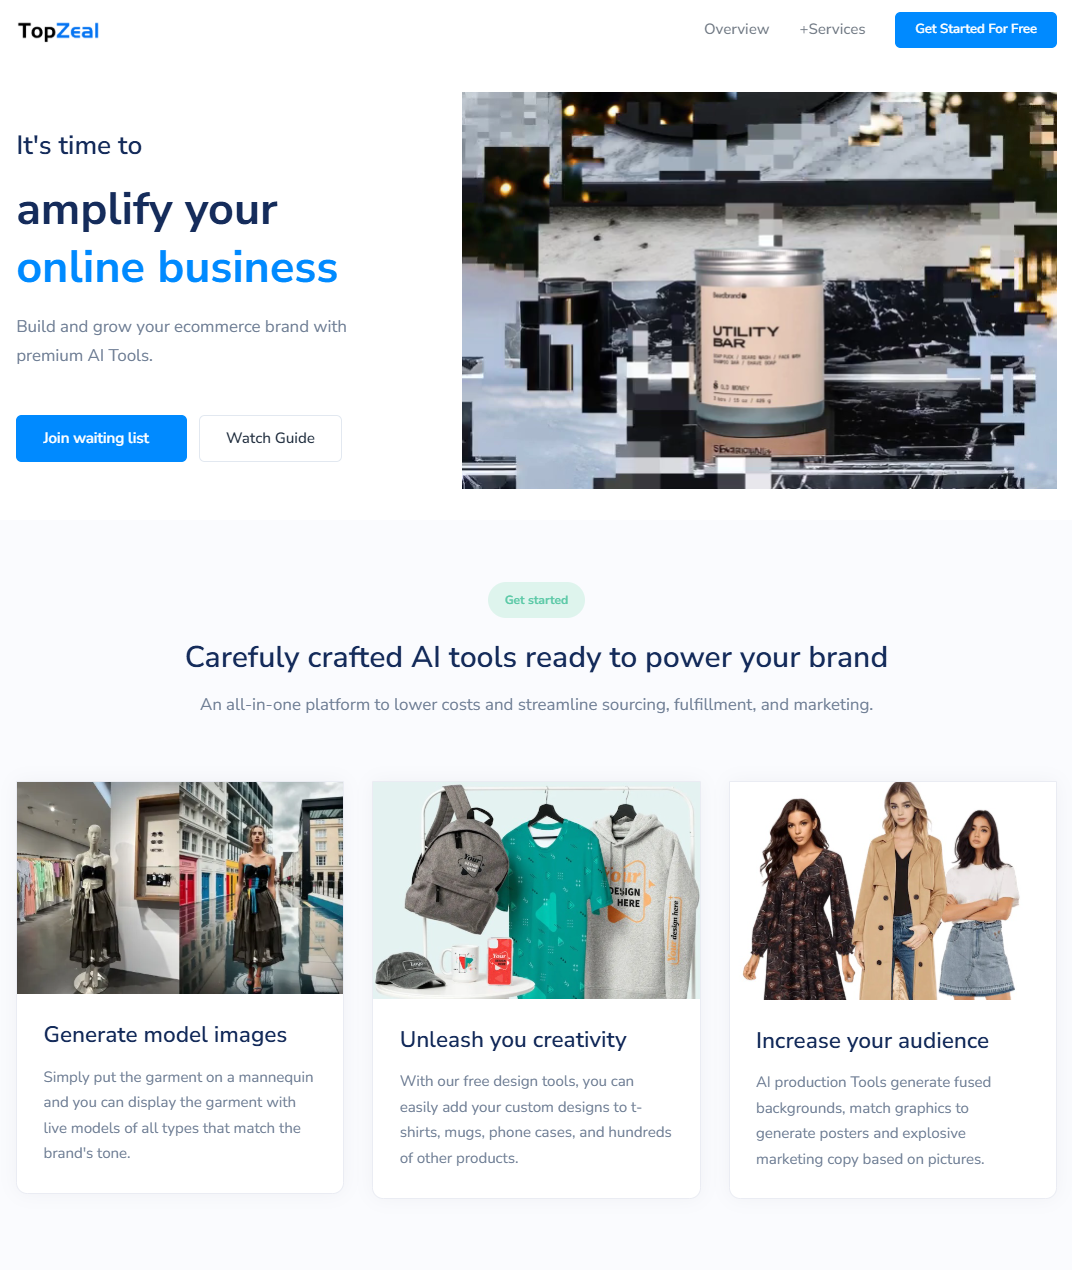 TopZeal
Overview
+Services
Get Started For Free
It's time to
amplify your
online business
Build and grow your ecommerce brand with
premium AI Tools.
Join waiting list
Watch Guide
UTILITY
BAR
Get started
Carefuly crafted AI tools ready to power your brand
An all-in-one platform to lower costs and streamline sourcing, fulfillment, and marketing.
Your
DESIGN
HERE
design here
Generate model images
Simply put the garment on a mannequin
and you can display the garment with
live models of all types that match the
brand's tone.
Unleash you creativity
With our free design tools, you can
easily add your custom designs to t-
shirts, mugs, phone cases, and hundreds
of other products.
Increase your audience
AI production Tools generate fused
backgrounds, match graphics to
generate posters and explosive
marketing copy based on pictures.